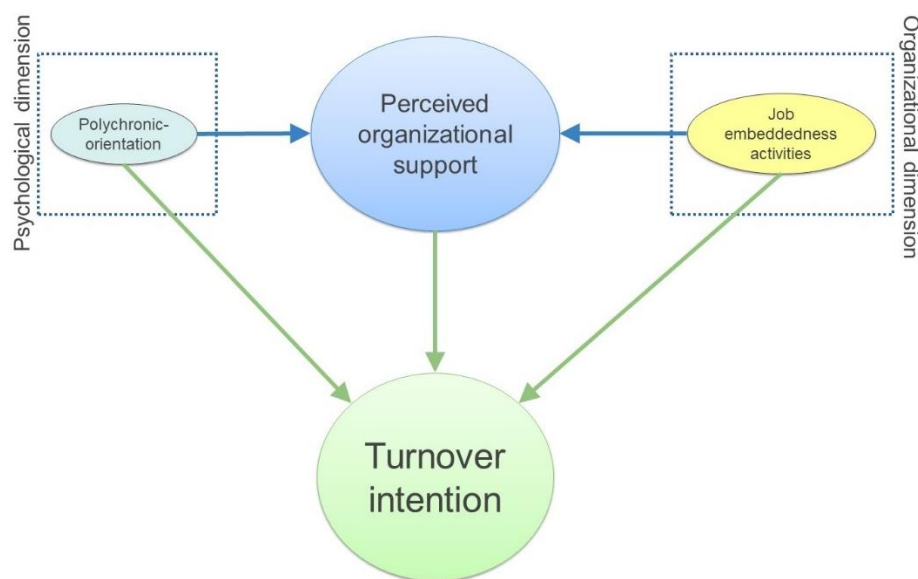 Psychological dimension
Polychronic-
orientation
Perceived
organizational
support
Job
embeddedness
activities
Organizational dimension
Turnover
intention